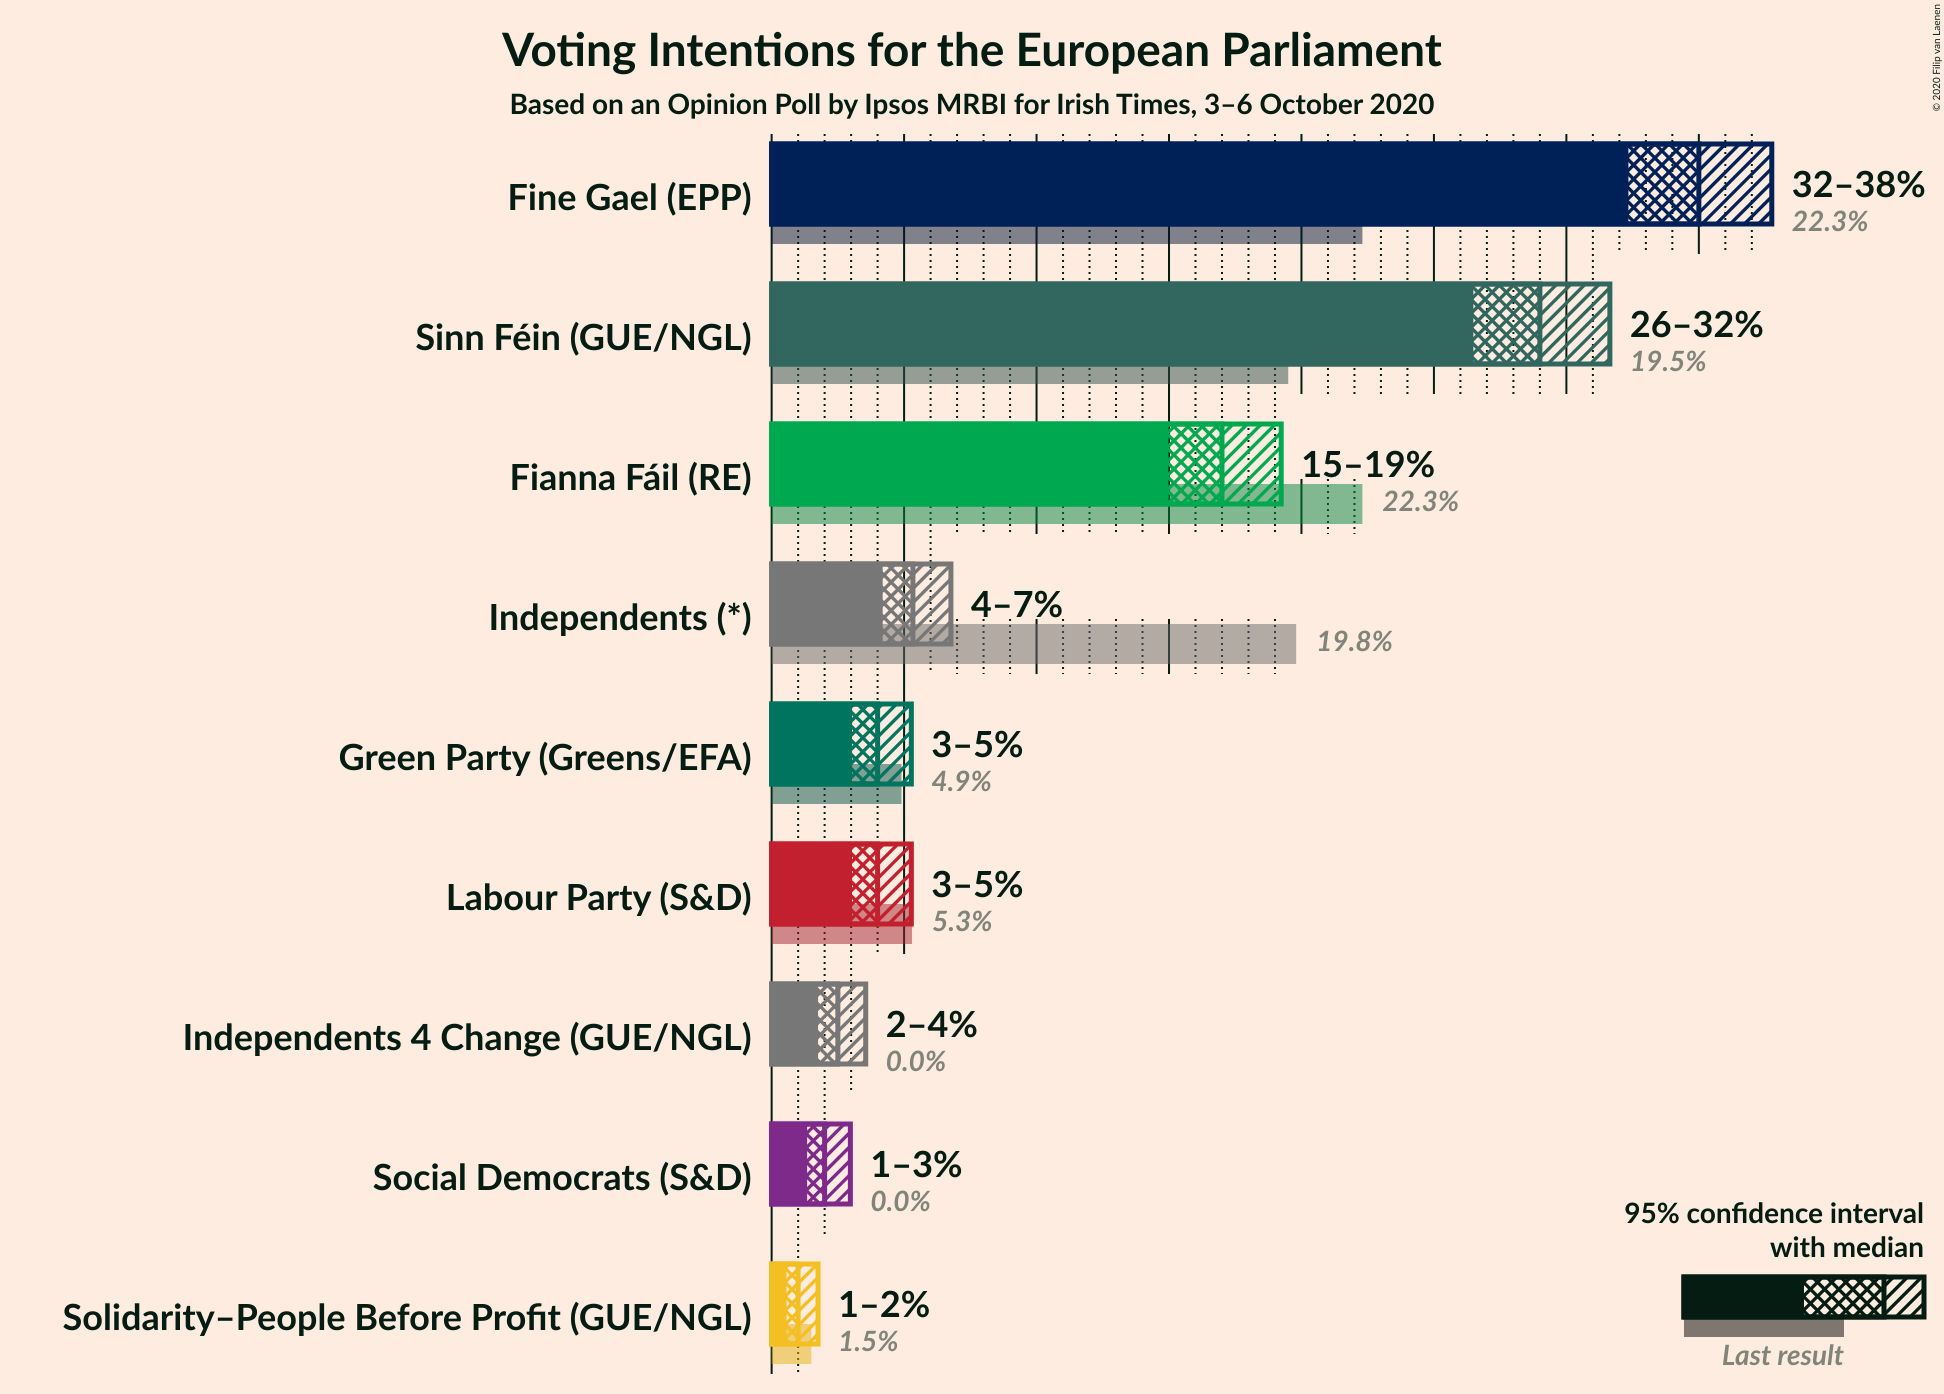 Voting Intentions for the European Parliament
Based on an Opinion Poll by Ipsos MRBI for Irish Times, 3–6 October 2020
© 2020 Filip van Laenen
Fine Gael (EPP)
32–38%
22.3%
Sinn Féin (GUE/NGL)
26–32%
19.5%
Fianna Fáil (RE)
15–19%
22.3%
Independents (*)
4–7%
19.8%
Green Party (Greens/EFA)
3–5%
4.9%
Labour Party (S&D)
3–5%
5.3%
Independents 4 Change (GUE/NGL)
2–4%
0.0%
Social Democrats (S&D)
1–3%
0.0%
Solidarity–People Before Profit (GUE/NGL)
1–2%
1.5%
95% confidence interval
with median
Last result